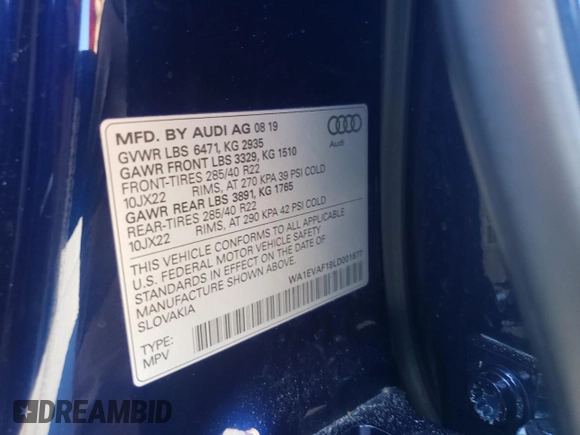 MFD. BY AUDI AG 08 19
GVWR LBS 6471, KG 2935
GAWR FRONT LBS 3329, KG 1510
FRONT-TIRES 285/40 R22
10JX22 RIMS, AT 270 KPA 39 PSI COLD
GAWR REAR LBS 3891, KG 1765
REAR-TIRES 285/40 R22
10JX22 RIMS, AT 290 KPA 42 PSI COLD
THIS VEHICLE CONFORMS TO ALL APPLICABLE
U.S. FEDERAL MOTOR VEHICLE SAFETY
STANDARDS IN EFFECT ON THE DATE OF
MANUFACTURE SHOWN ABOVE.
SLOVAKIA
TYPE:
MPV
Audi
WA1EVAF19LD001877
DREAMBID